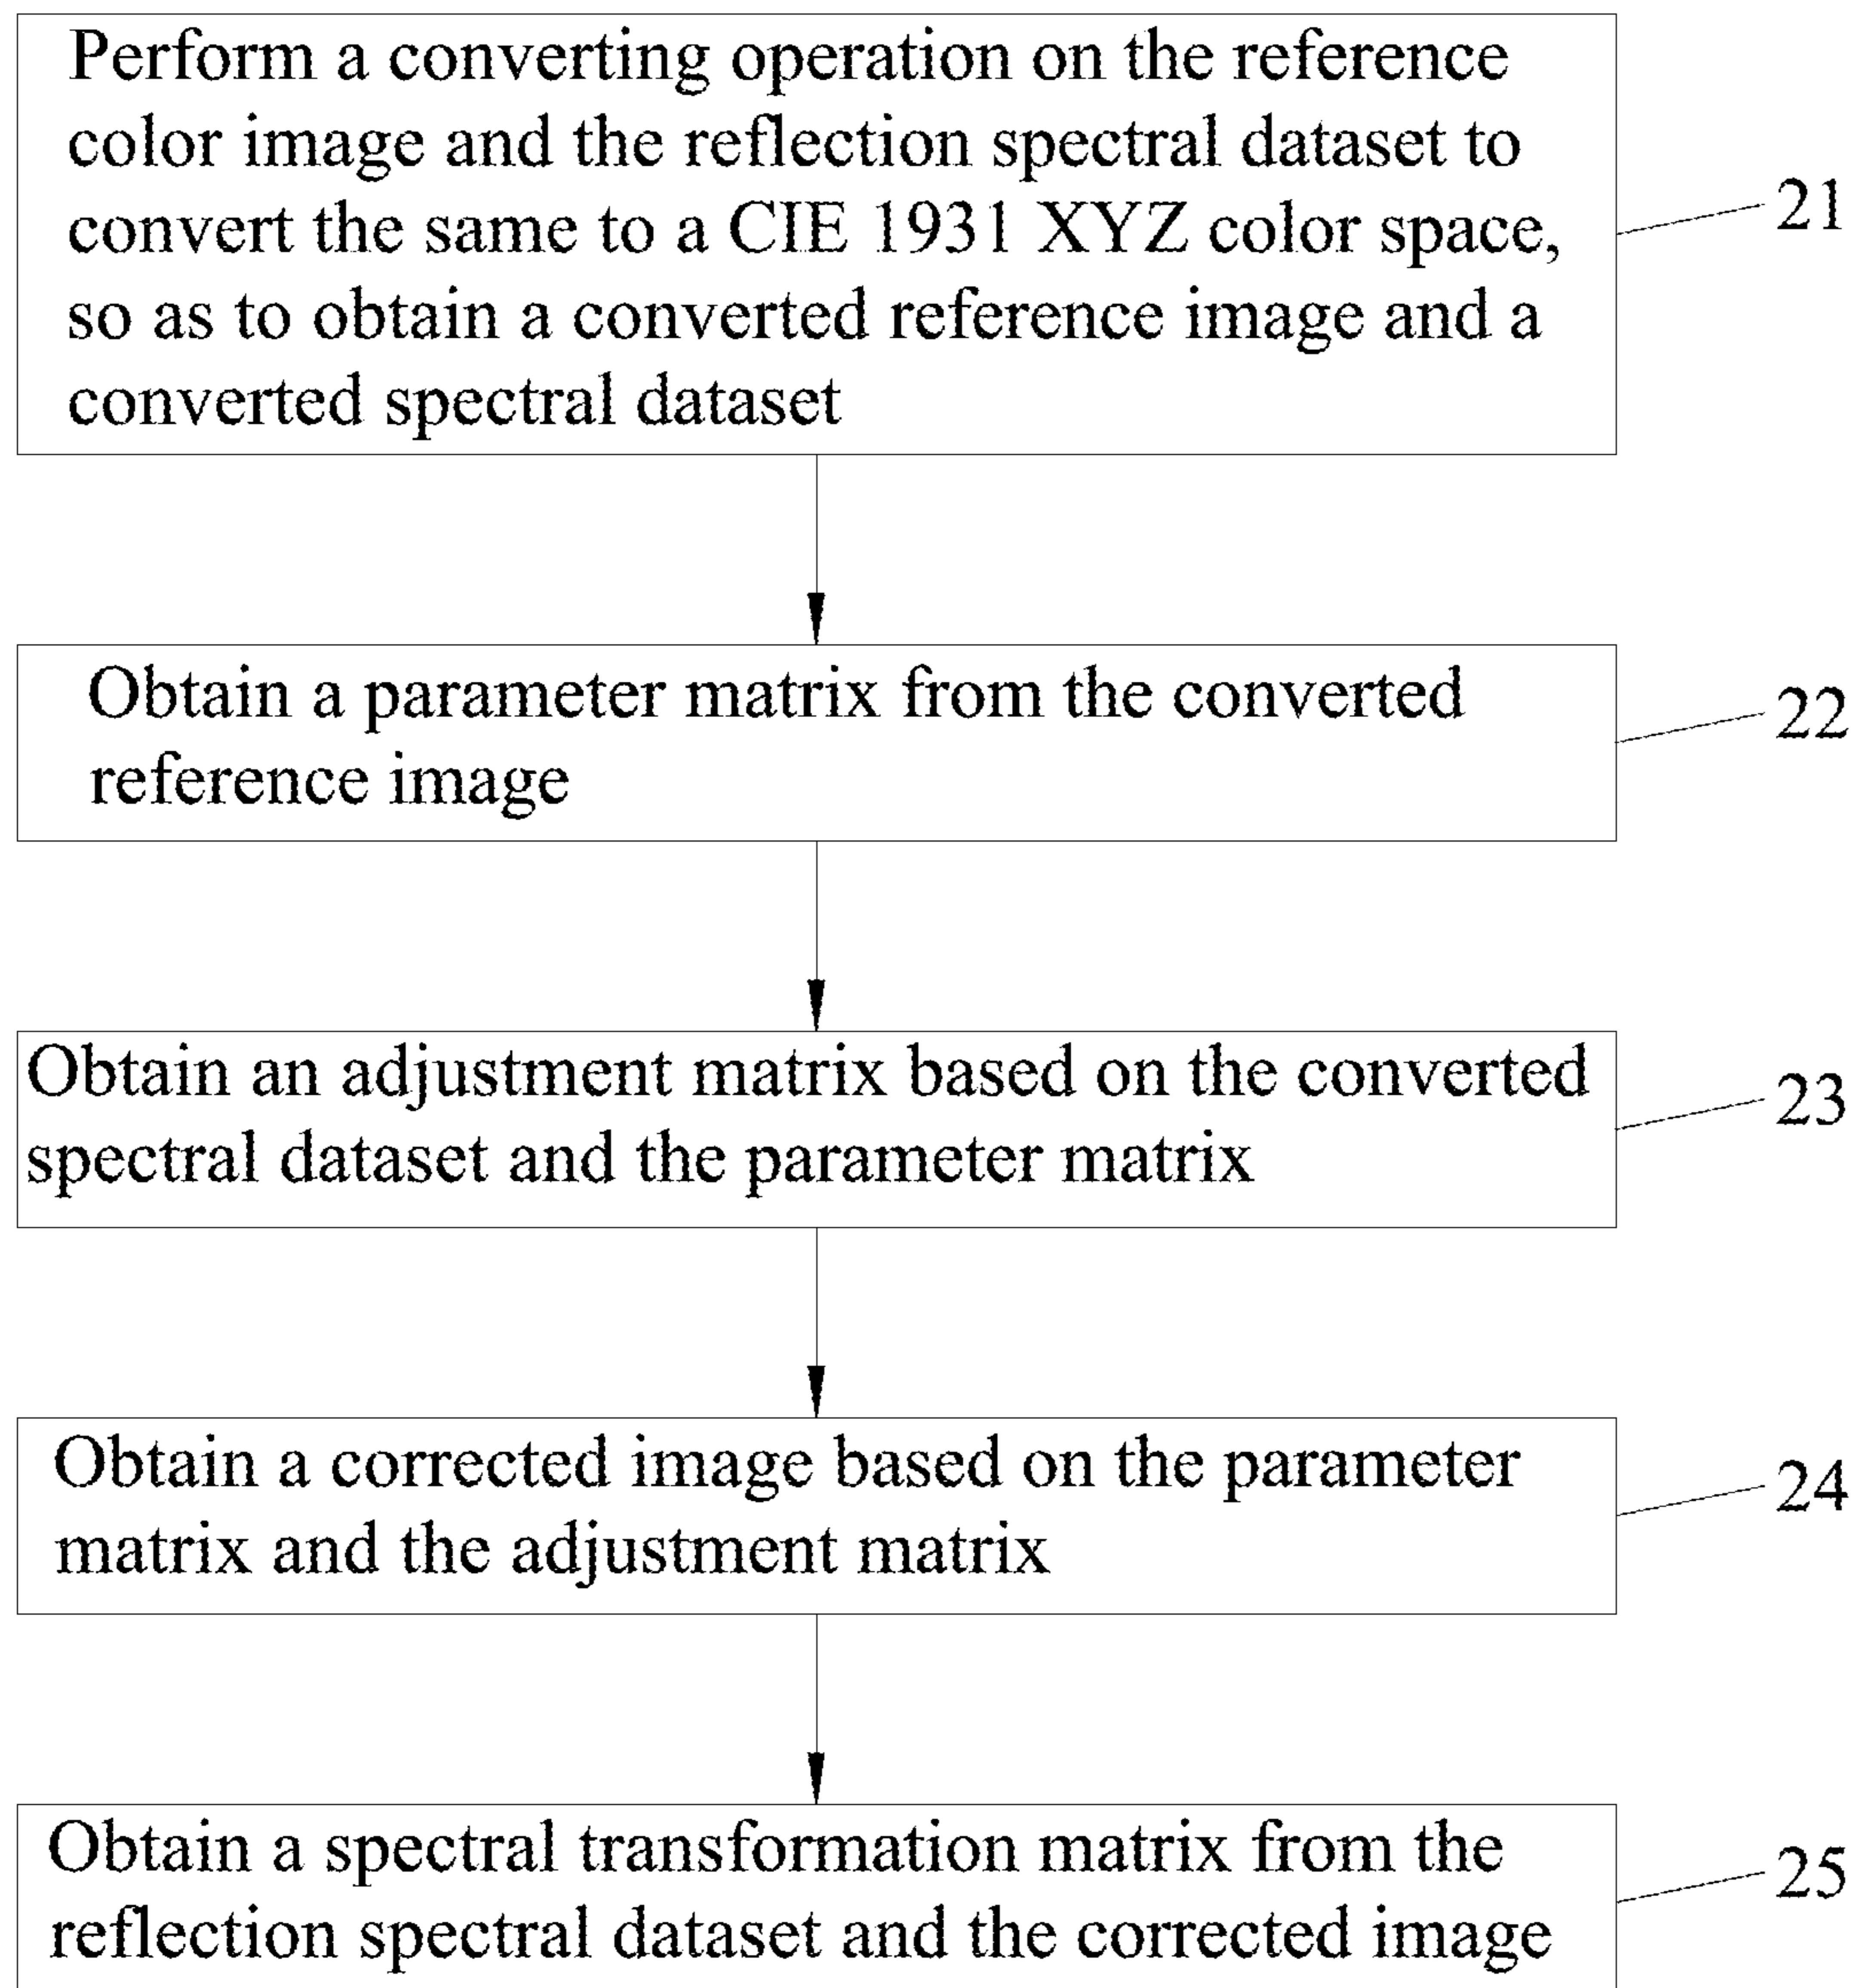 Perform a converting operation on the reference
color image and the reflection spectral dataset to
convert the same to a CIE 1931 XYZ color space,
so as to obtain a converted reference image and a
converted spectral dataset
21
Obtain a parameter matrix from the converted
reference image
22
Obtain an adjustment matrix based on the converted
spectral dataset and the parameter matrix
23
Obtain a corrected image based on the parameter
matrix and the adjustment matrix
24
Obtain a spectral transformation matrix from the
reflection spectral dataset and the corrected image
25